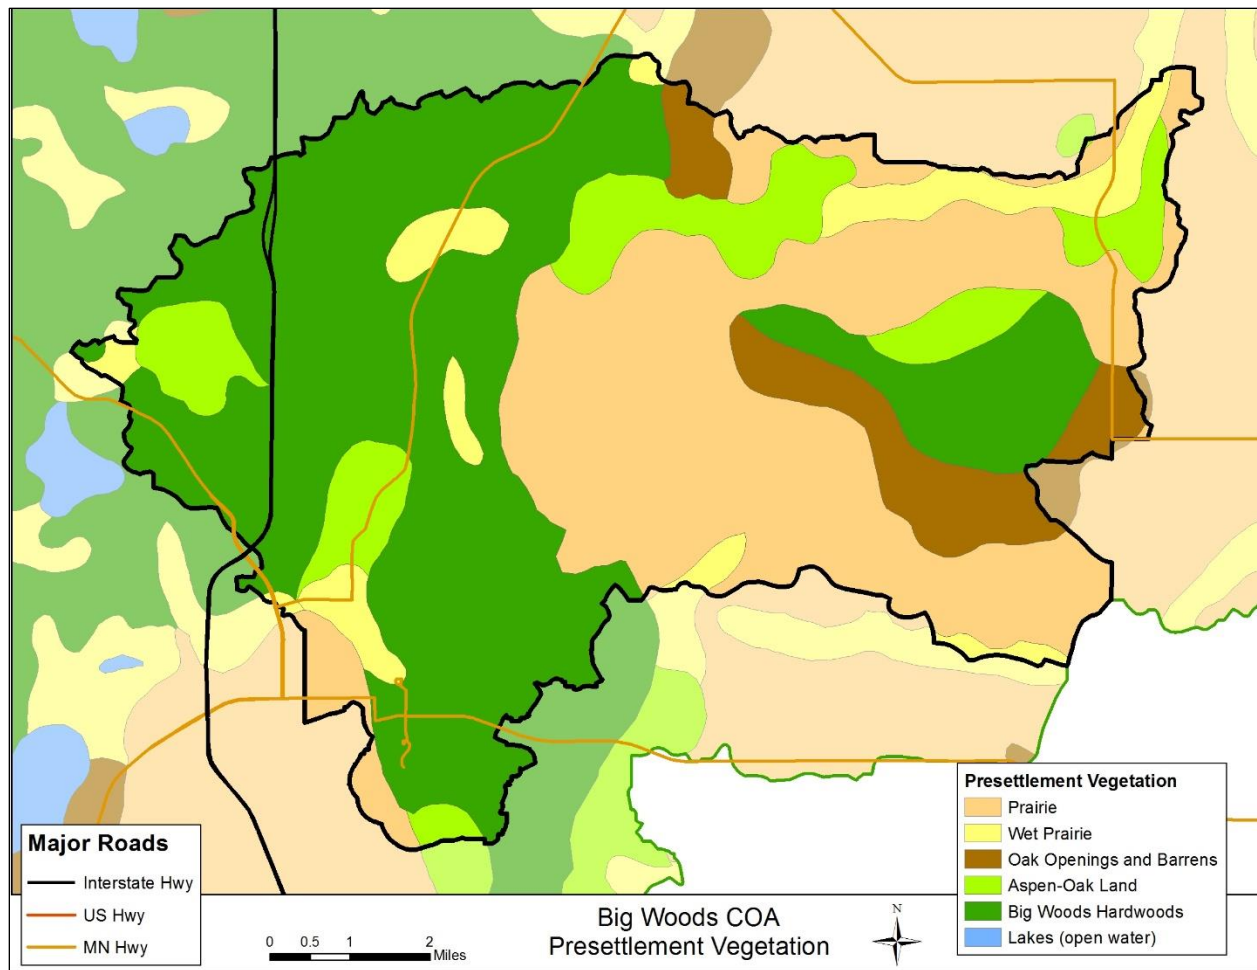 Major Roads
Interstate Hwy
US Hwy
MN Hwy
0 0.5 1 2
Miles
Big Woods COA
Presettlement Vegetation
N
Presettlement Vegetation
Prairie
Wet Prairie
Oak Openings and Barrens
Aspen-Oak Land
Big Woods Hardwoods
Lakes (open water)